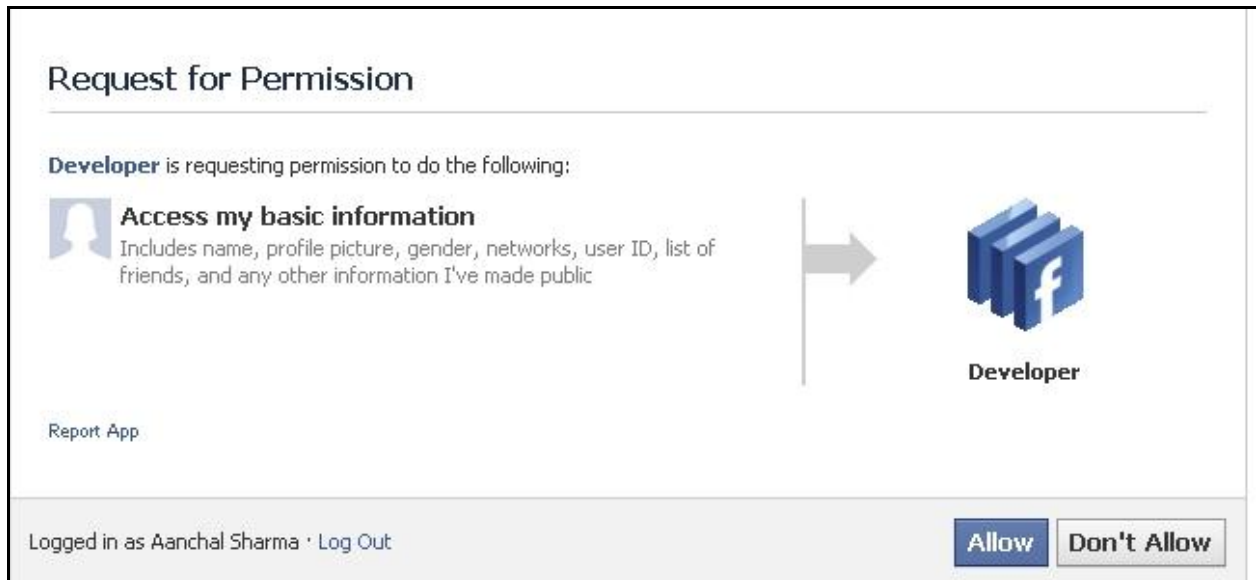 Request for Permission
Developer is requesting permission to do the following:
Access my basic information
Includes name, profile picture, gender, networks, user ID, list of
friends, and any other information I've made public
f
Developer
Report App
Logged in as Aanchal Sharma · Log Out
Allow
Don't Allow